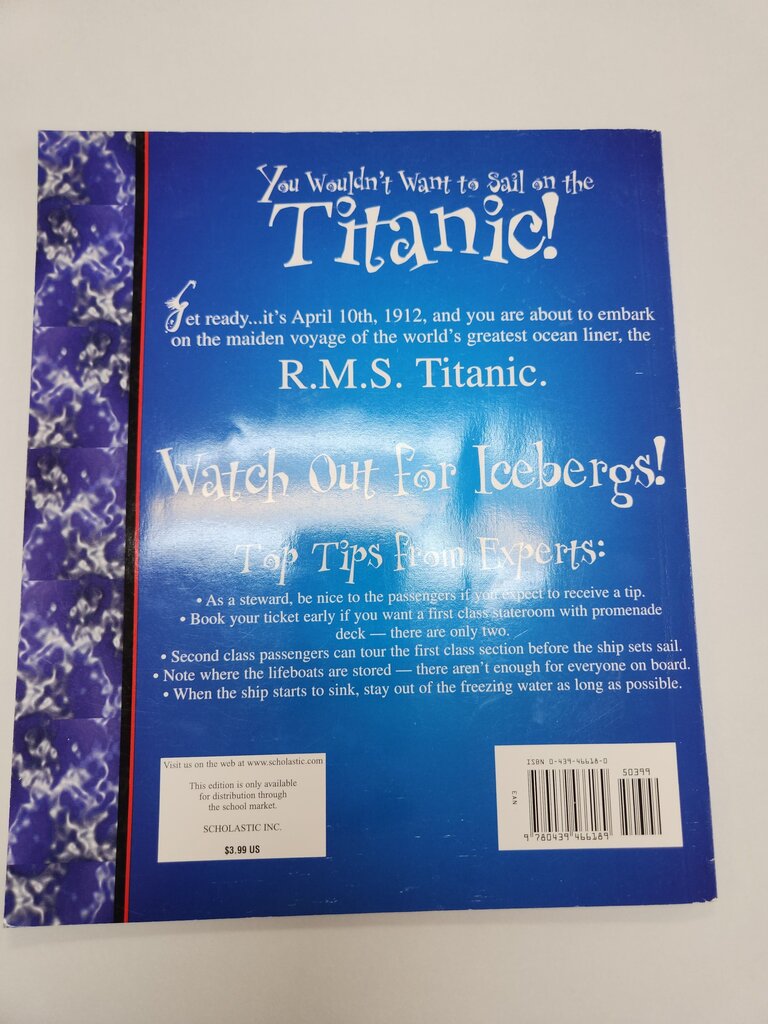 You Wouldn't Want to Sail on the
Titanic!
Get ready...it's April 10th, 1912, and you are about to embark
on the maiden voyage of the world's greatest ocean liner, the
R.M.S. Titanic.
Watch Out for Icebergs!
Top Tips from Experts:
• As a steward, be nice to the passengers if you expect to receive a tip.
• Book your ticket early if you want a first class stateroom with promenade
deck — there are only two.
• Second class passengers can tour the first class section before the ship sets sail.
• Note where the lifeboats are stored — there aren't enough for everyone on board.
• When the ship starts to sink, stay out of the freezing water as long as possible.
Visit us on the web at www.scholastic.com
This edition is only available
for distribution through
the school market.
SCHOLASTIC INC.
$3.99 US
ISBN 0-439-46618-0
50399
EAN
9 780439 466189